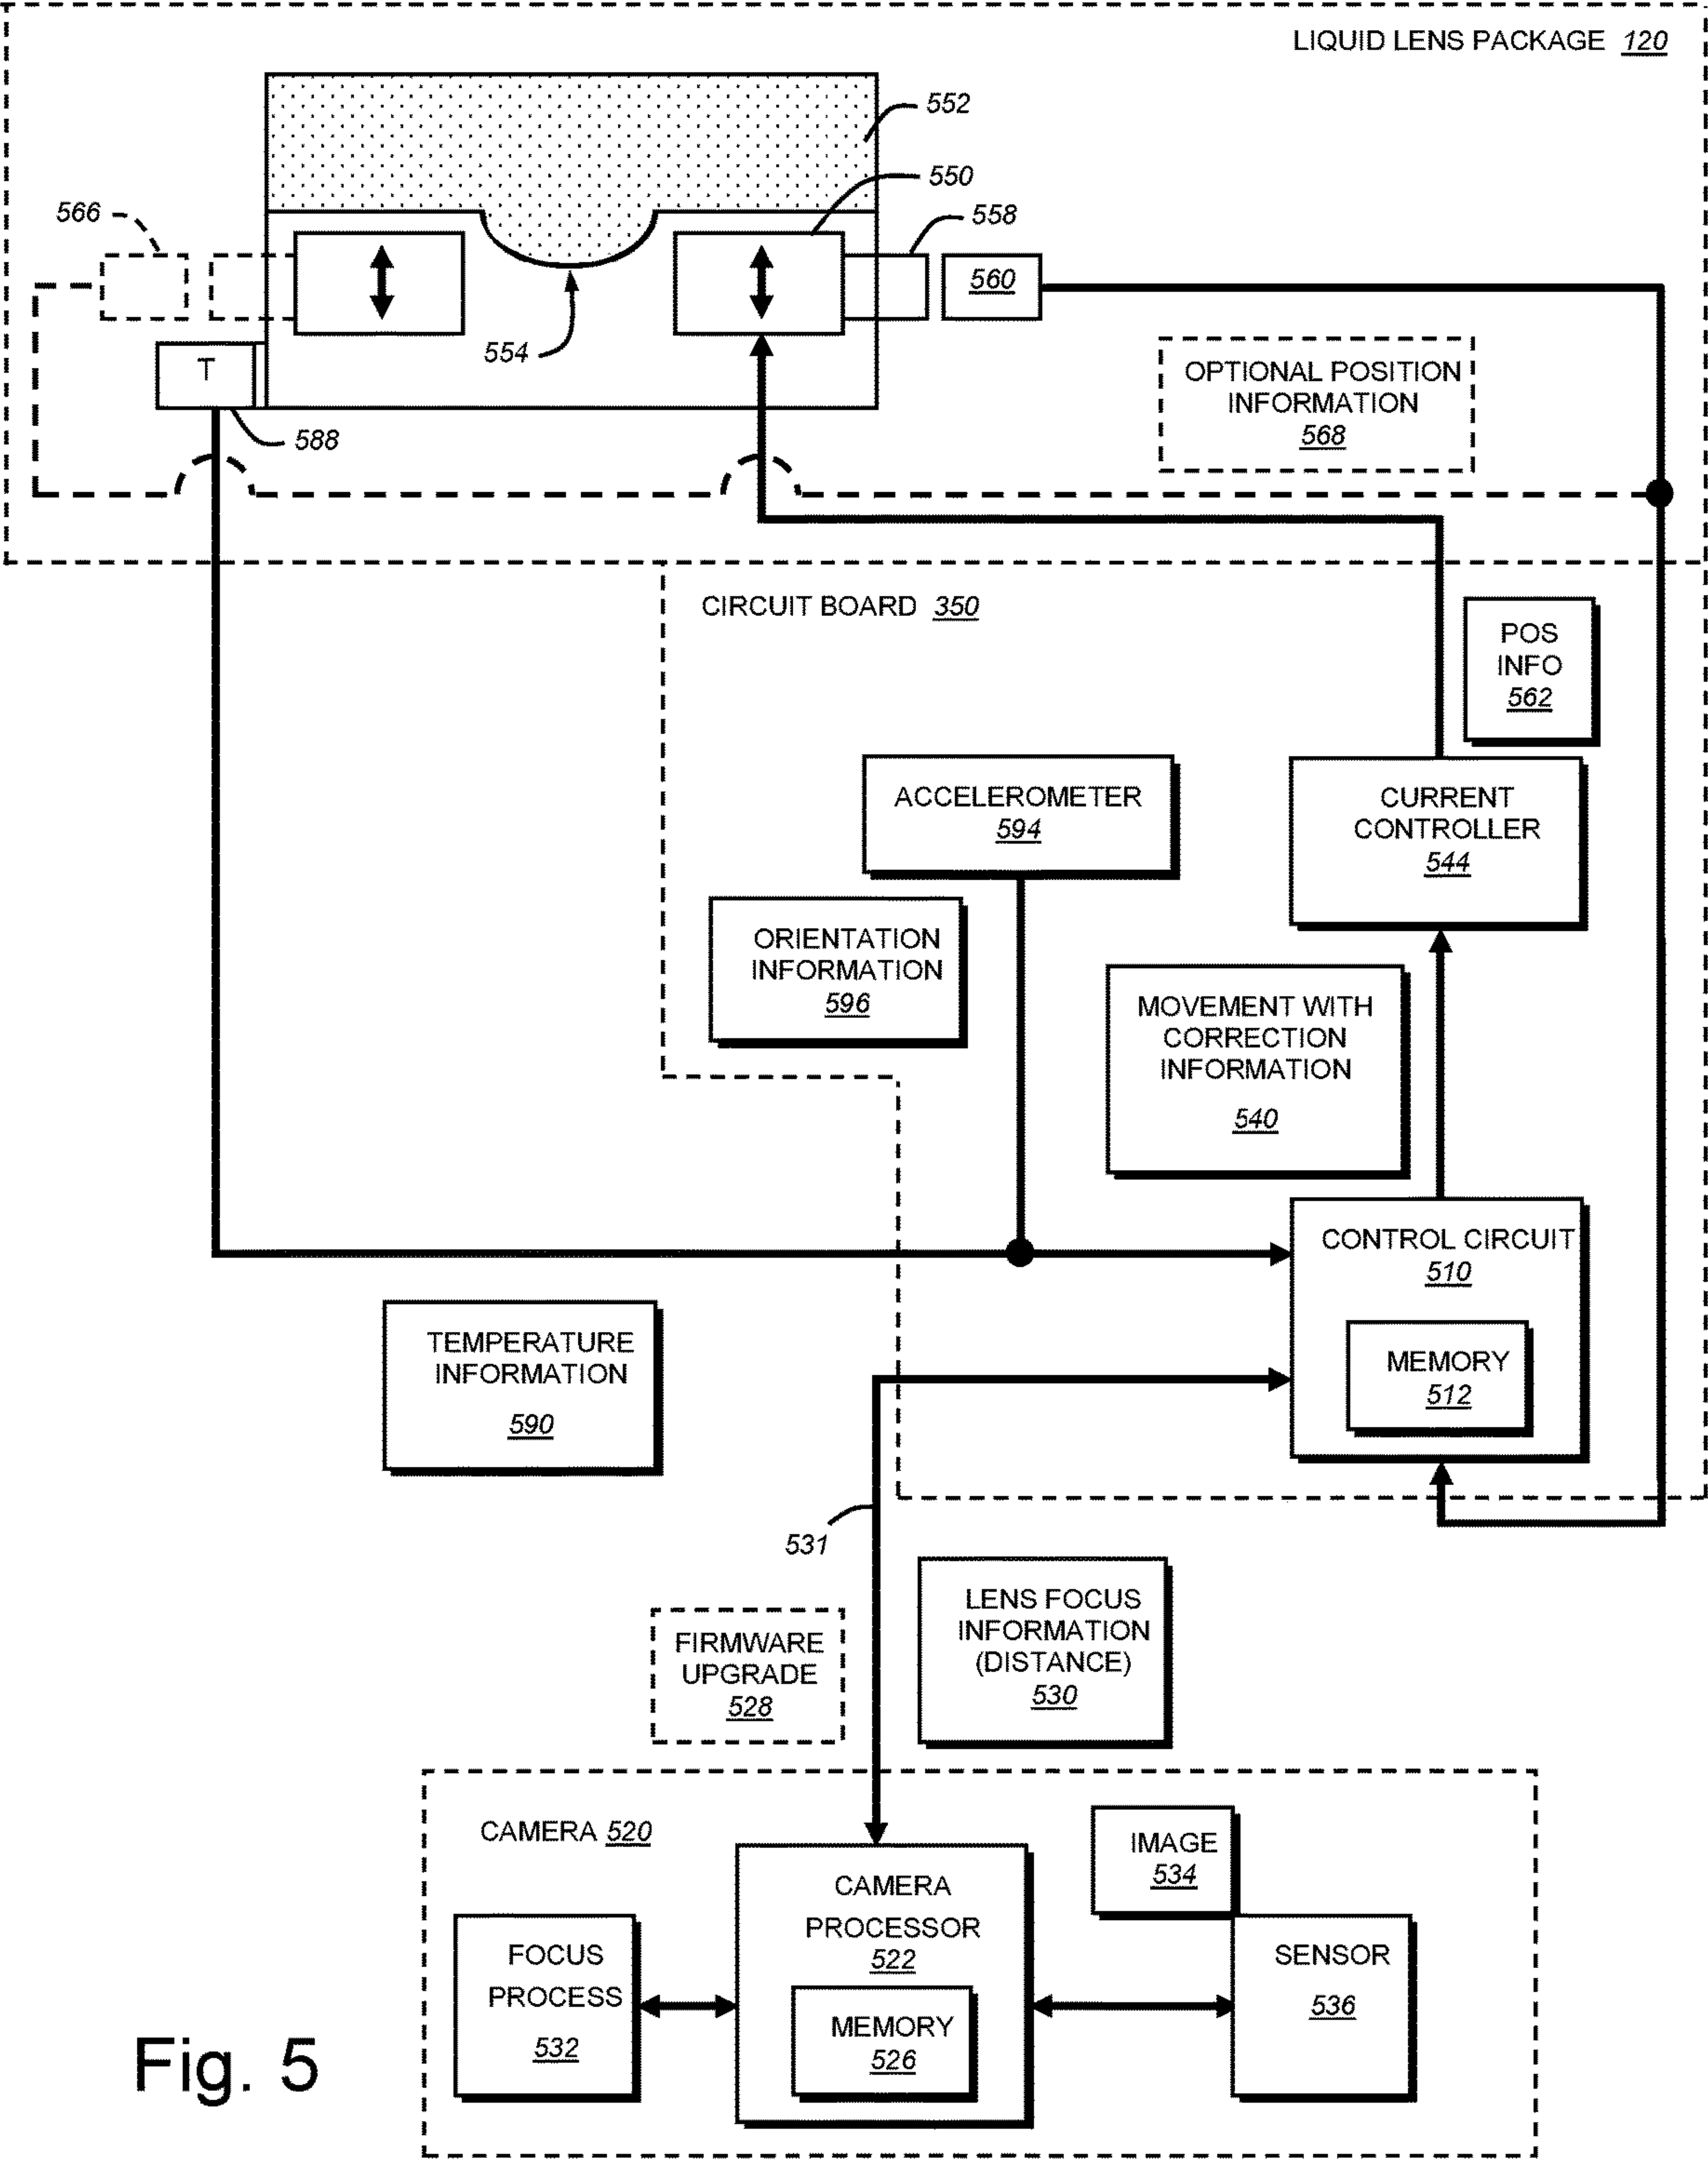 LIQUID LENS PACKAGE 120
552
550
558
566
560
554
T
588
OPTIONAL POSITION
INFORMATION
568
CIRCUIT BOARD 350
POS
INFO
562
ACCELEROMETER
594
CURRENT
CONTROLLER
544
ORIENTATION
INFORMATION
596
MOVEMENT WITH
CORRECTION
INFORMATION
540
CONTROL CIRCUIT
510
MEMORY
512
TEMPERATURE
INFORMATION
590
531
LENS FOCUS
INFORMATION
(DISTANCE)
530
FIRMWARE
UPGRADE
528
CAMERA 520
IMAGE
534
CAMERA
PROCESSOR
522
MEMORY
526
FOCUS
PROCESS
532
SENSOR
536
Fig. 5